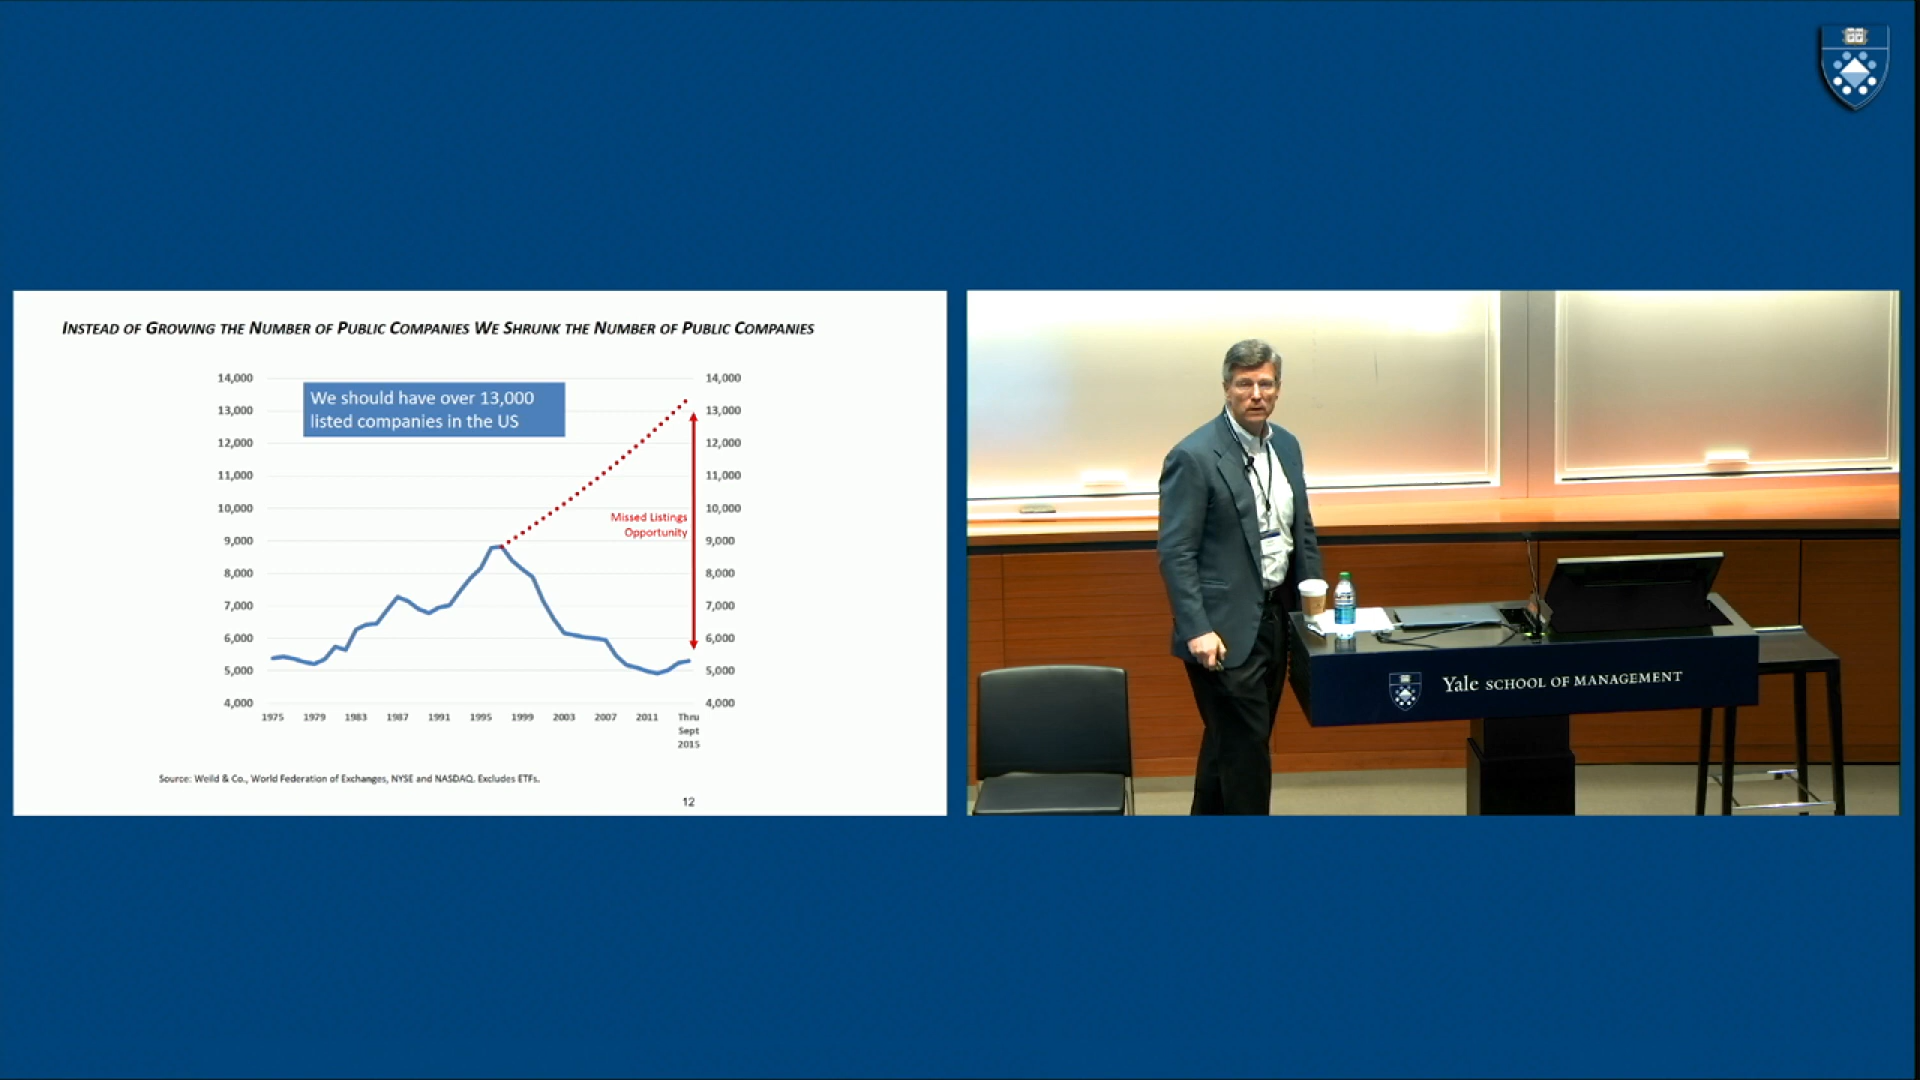 INSTEAD OF GROWING THE NUMBER OF PUBLIC COMPANIES WE SHRUNK THE NUMBER OF PUBLIC COMPANIES
We should have over 13,000
listed companies in the US
14,000 14,000
13,000 13,000
12,000 12,000
11,000 11,000
10,000 10,000
9,000 9,000
8,000 8,000
7,000 7,000
6,000 6,000
5,000 5,000
4,000 4,000
Missed Listings
Opportunity
1975 1979 1983 1987 1991 1995 1999 2003 2007 2011 Thru
Sept
2015
Source: Weild & Co., World Federation of Exchanges, NYSE and NASDAQ. Excludes ETFs.
12
Yale SCHOOL OF MANAGEMENT